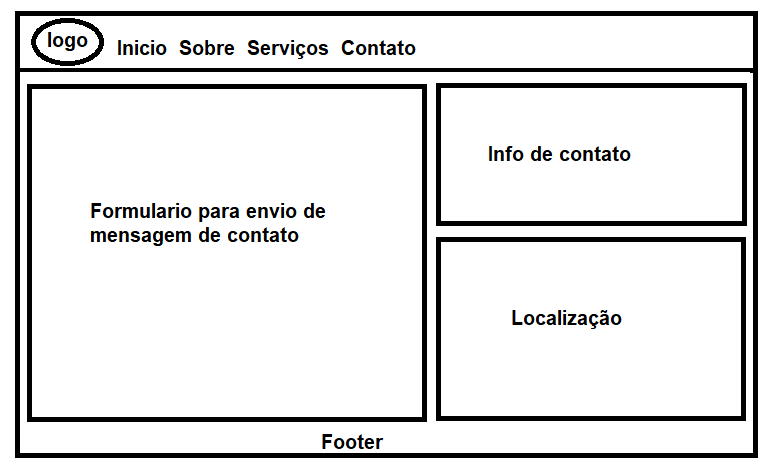 logo
Inicio Sobre Serviços Contato
Formulario para envio de
mensagem de contato
Info de contato
Localização
Footer